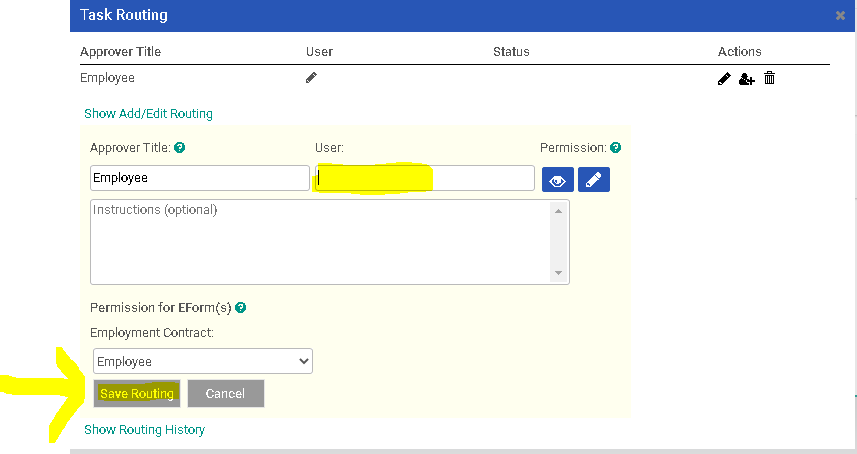 Task Routing
Approver Title User Status Actions
Employee
Show Add/Edit Routing
Approver Title: User: Permission:
Employee
Instructions (optional)
Permission for EForm(s)
Employment Contract:
Employee
Save Routing Cancel
Show Routing History